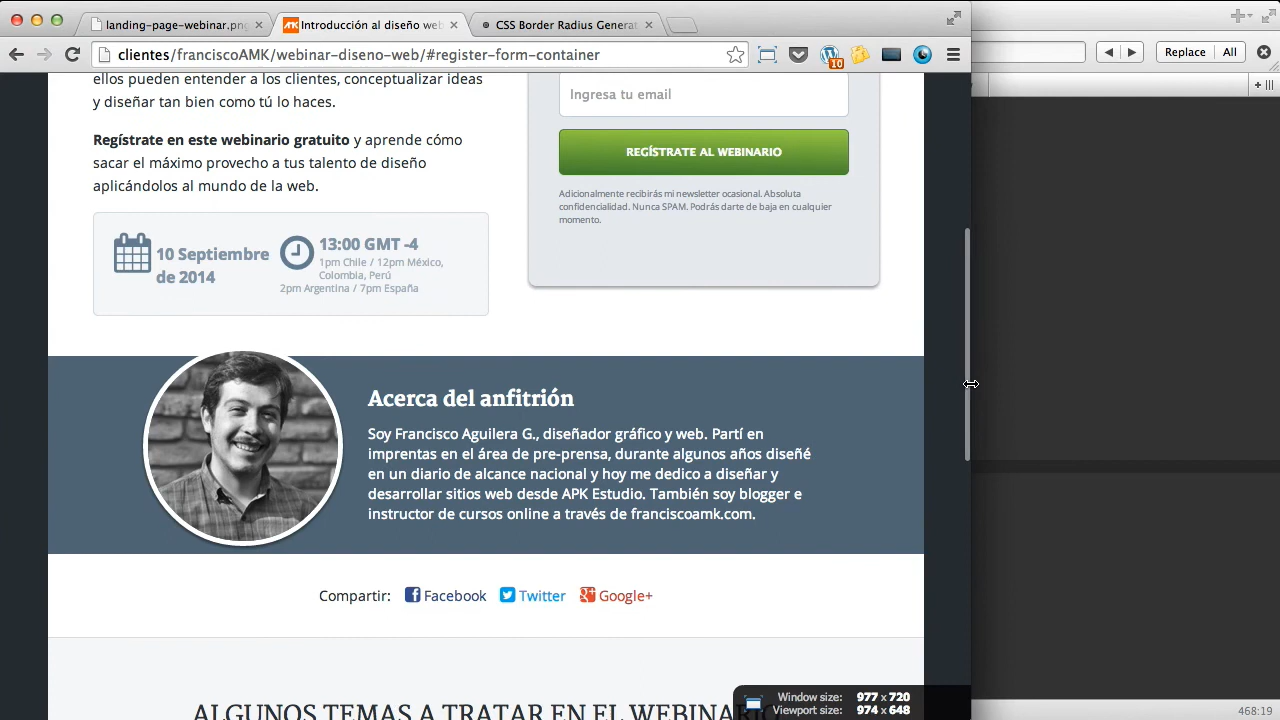 landing-page-webinar.png
Introducción al diseño web
CSS Border Radius Generat
clientes/franciscoAMK/webinar-diseno-web/#register-form-container
10
Replace
All
ellos pueden entender a los clientes, conceptualizar ideas
y diseñar tan bien como tú lo haces.
Regístrate en este webinario gratuito y aprende cómo
sacar el máximo provecho a tus talento de diseño
aplicándolos al mundo de la web.
10 Septiembre
de 2014
13:00 GMT -4
1pm Chile / 12pm México,
Colombia, Perú
2pm Argentina / 7pm España
Ingresa tu email
REGÍSTRATE AL WEBINARIO
Adicionalmente recibirás mi newsletter ocasional. Absoluta
confidencialidad. Nunca SPAM. Podrás darte de baja en cualquier
momento.
Acerca del anfitrión
Soy Francisco Aguilera G., diseñador gráfico y web. Partí en
imprentas en el área de pre-prensa, durante algunos años diseñé
en un diario de alcance nacional y hoy me dedico a diseñar y
desarrollar sitios web desde APK Estudio. También soy blogger e
instructor de cursos online a través de franciscoamk.com.
Compartir: Facebook Twitter Google+
ALGUNOS TEMAS A TRATAR EN EL WEBINARIO
Window size: 977 x 720
Viewport size: 974 x 648
468:19